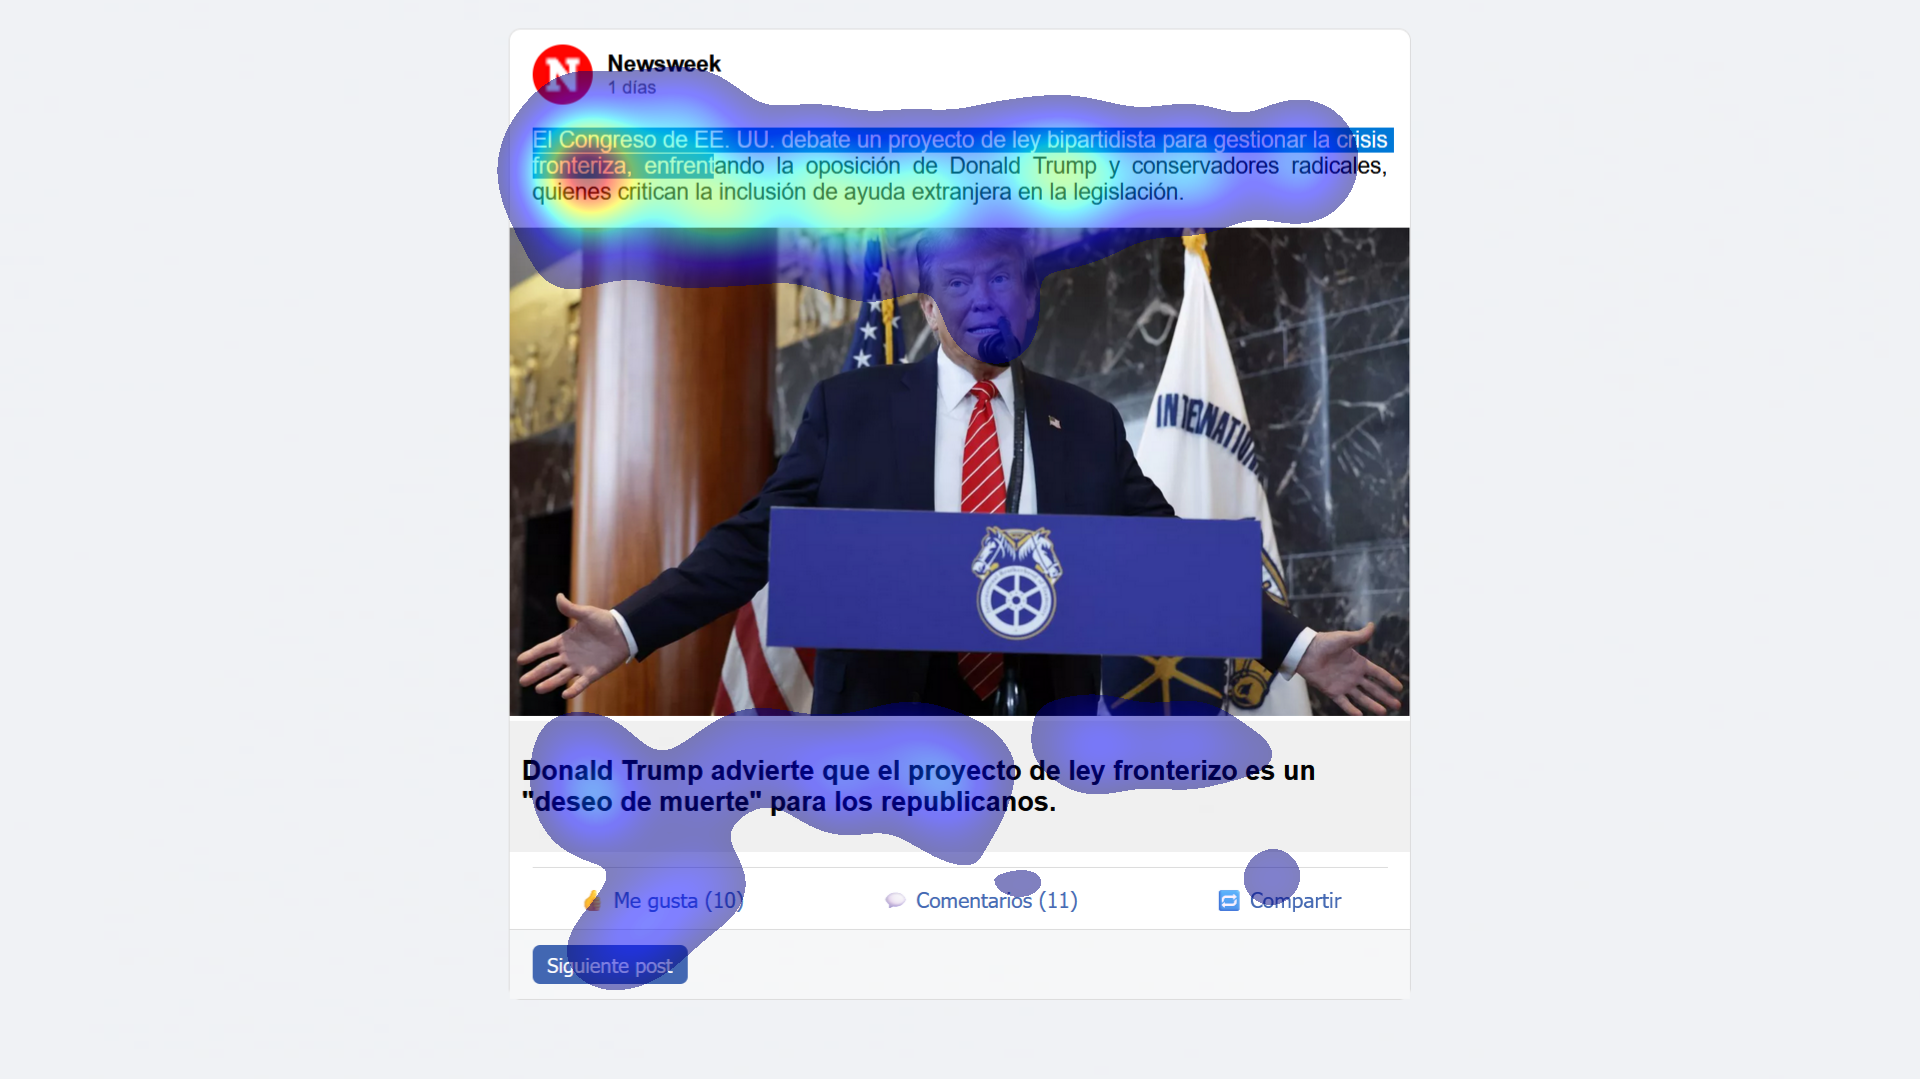 N
Newsweek
1 días
El Congreso de EE. UU. debate un proyecto de ley bipartidista para gestionar la crisis
fronteriza, enfrentando la oposición de Donald Trump y conservadores radicales,
quienes critican la inclusión de ayuda extranjera en la legislación.
INTERNATION
Donald Trump advierte que el proyecto de ley fronterizo es un
"deseo de muerte" para los republicanos.
Me gusta (10)
Comentarios (11)
Compartir
Siguiente post